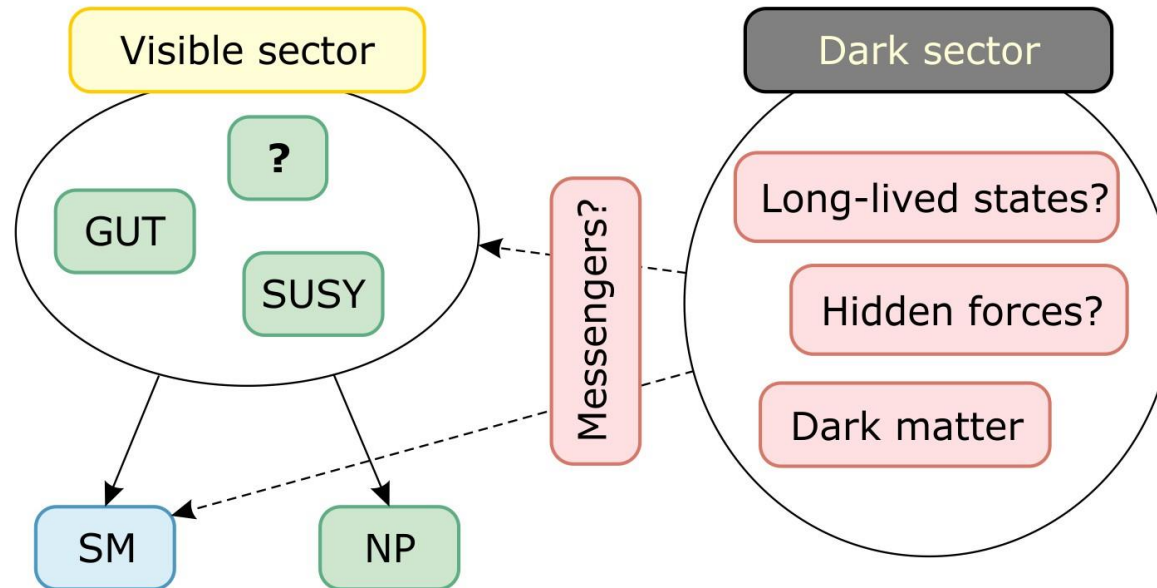 Visible sector
Dark sector
?
GUT
SUSY
Messengers?
Long-lived states?
Hidden forces?
Dark matter
SM
NP